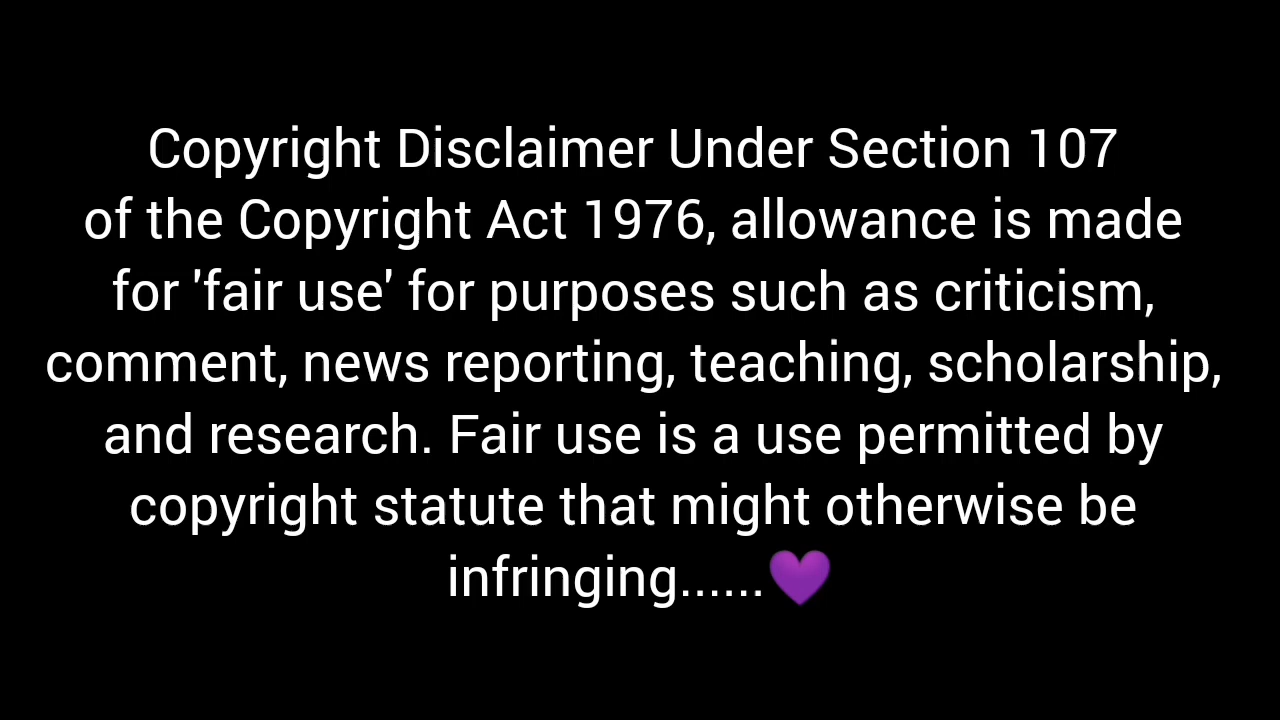 Copyright Disclaimer Under Section 107
of the Copyright Act 1976, allowance is made
for 'fair use' for purposes such as criticism,
comment, news reporting, teaching, scholarship,
and research. Fair use is a use permitted by
copyright statute that might otherwise be
infringing......💜